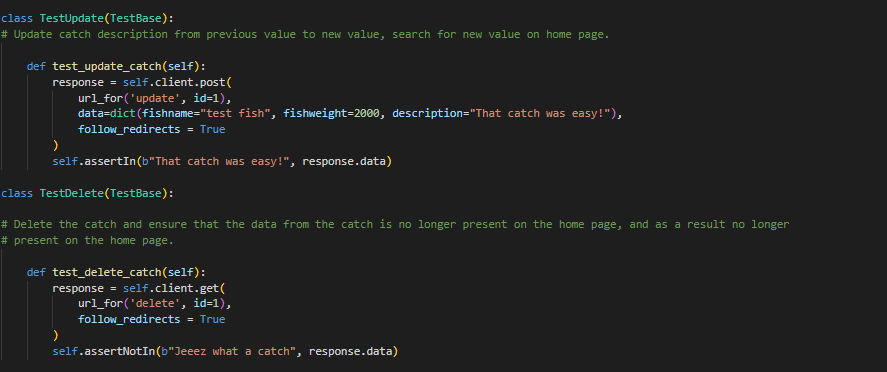 class TestUpdate(TestBase):
# Update catch description from previous value to new value, search for new value on home page.
    def test_update_catch(self):
        response = self.client.post(
            url_for('update', id=1),
            data=dict(fishname="test fish", fishweight=2000, description="That catch was easy!"),
            follow_redirects = True
        )
        self.assertIn(b"That catch was easy!", response.data)
class TestDelete(TestBase):
# Delete the catch and ensure that the data from the catch is no longer present on the home page, and as a result no longer
# present on the home page.
    def test_delete_catch(self):
        response = self.client.get(
            url_for('delete', id=1),
            follow_redirects = True
        )
        self.assertNotIn(b"Jeeez what a catch", response.data)